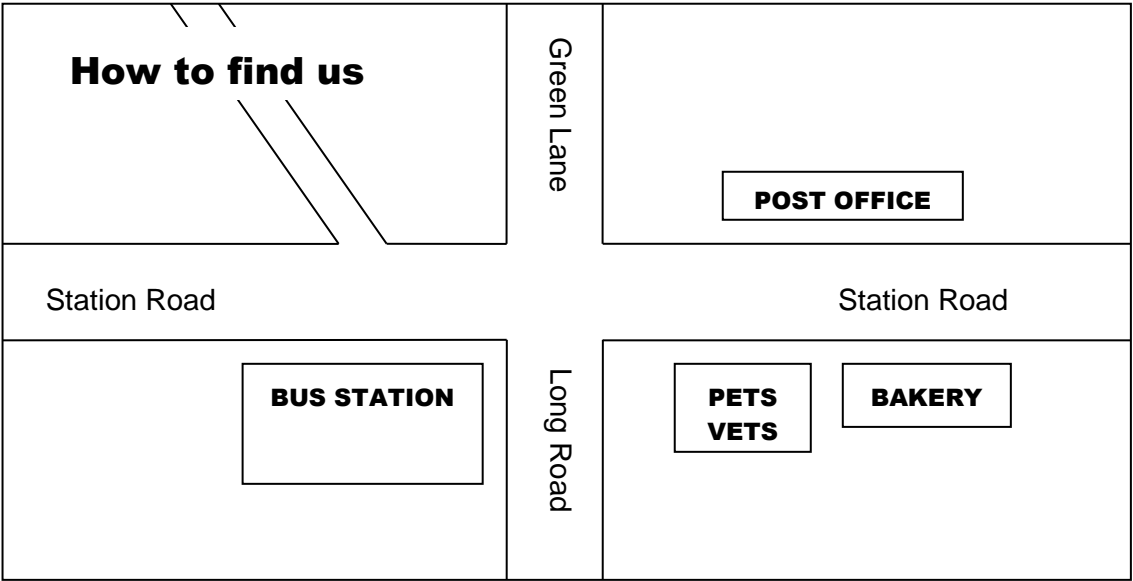 How to find us
Green Lane
POST OFFICE
Station Road
Station Road
BUS STATION
Long Road
PETS
VETS
BAKERY